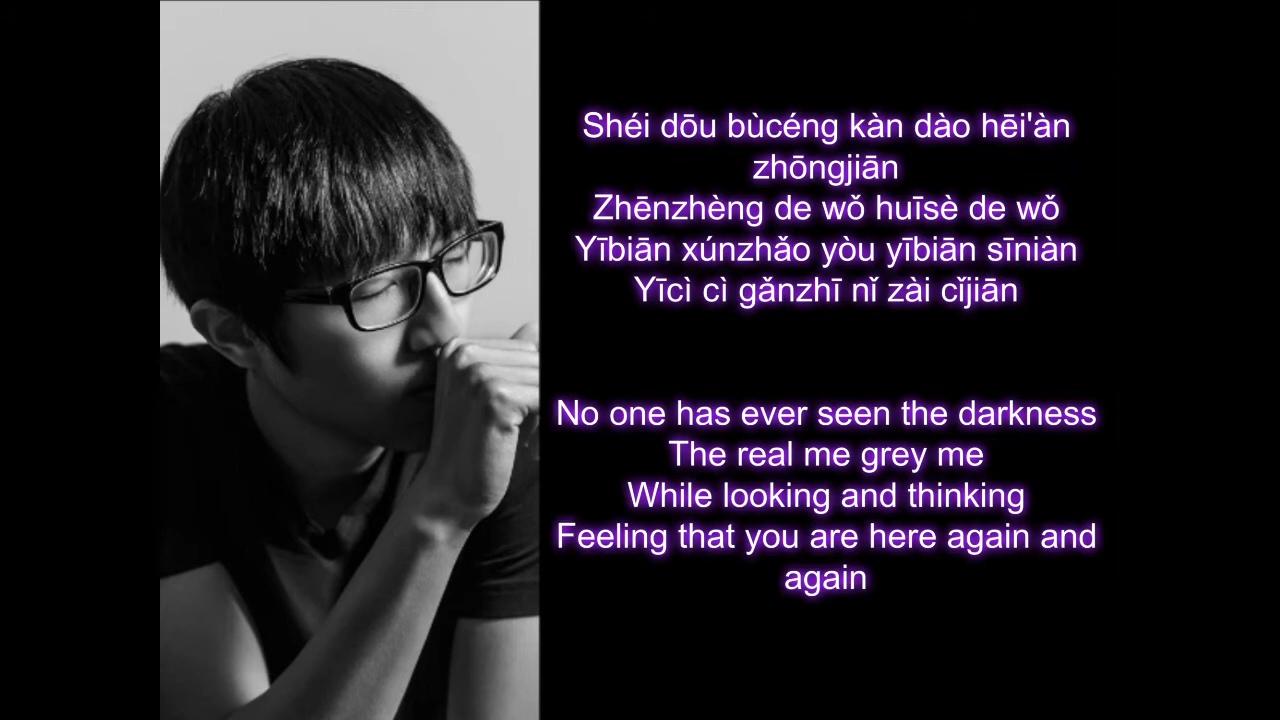 Shéi dōu bùcéng kàn dào hēi'àn
zhōngjiān
Zhēnzhèng de wǒ huīsè de wǒ
Yībiān xúnzhǎo yòu yībiān sīniàn
Yīcì cì gǎnzhī nǐ zài cǐjiān
No one has ever seen the darkness
The real me grey me
While looking and thinking
Feeling that you are here again and
again